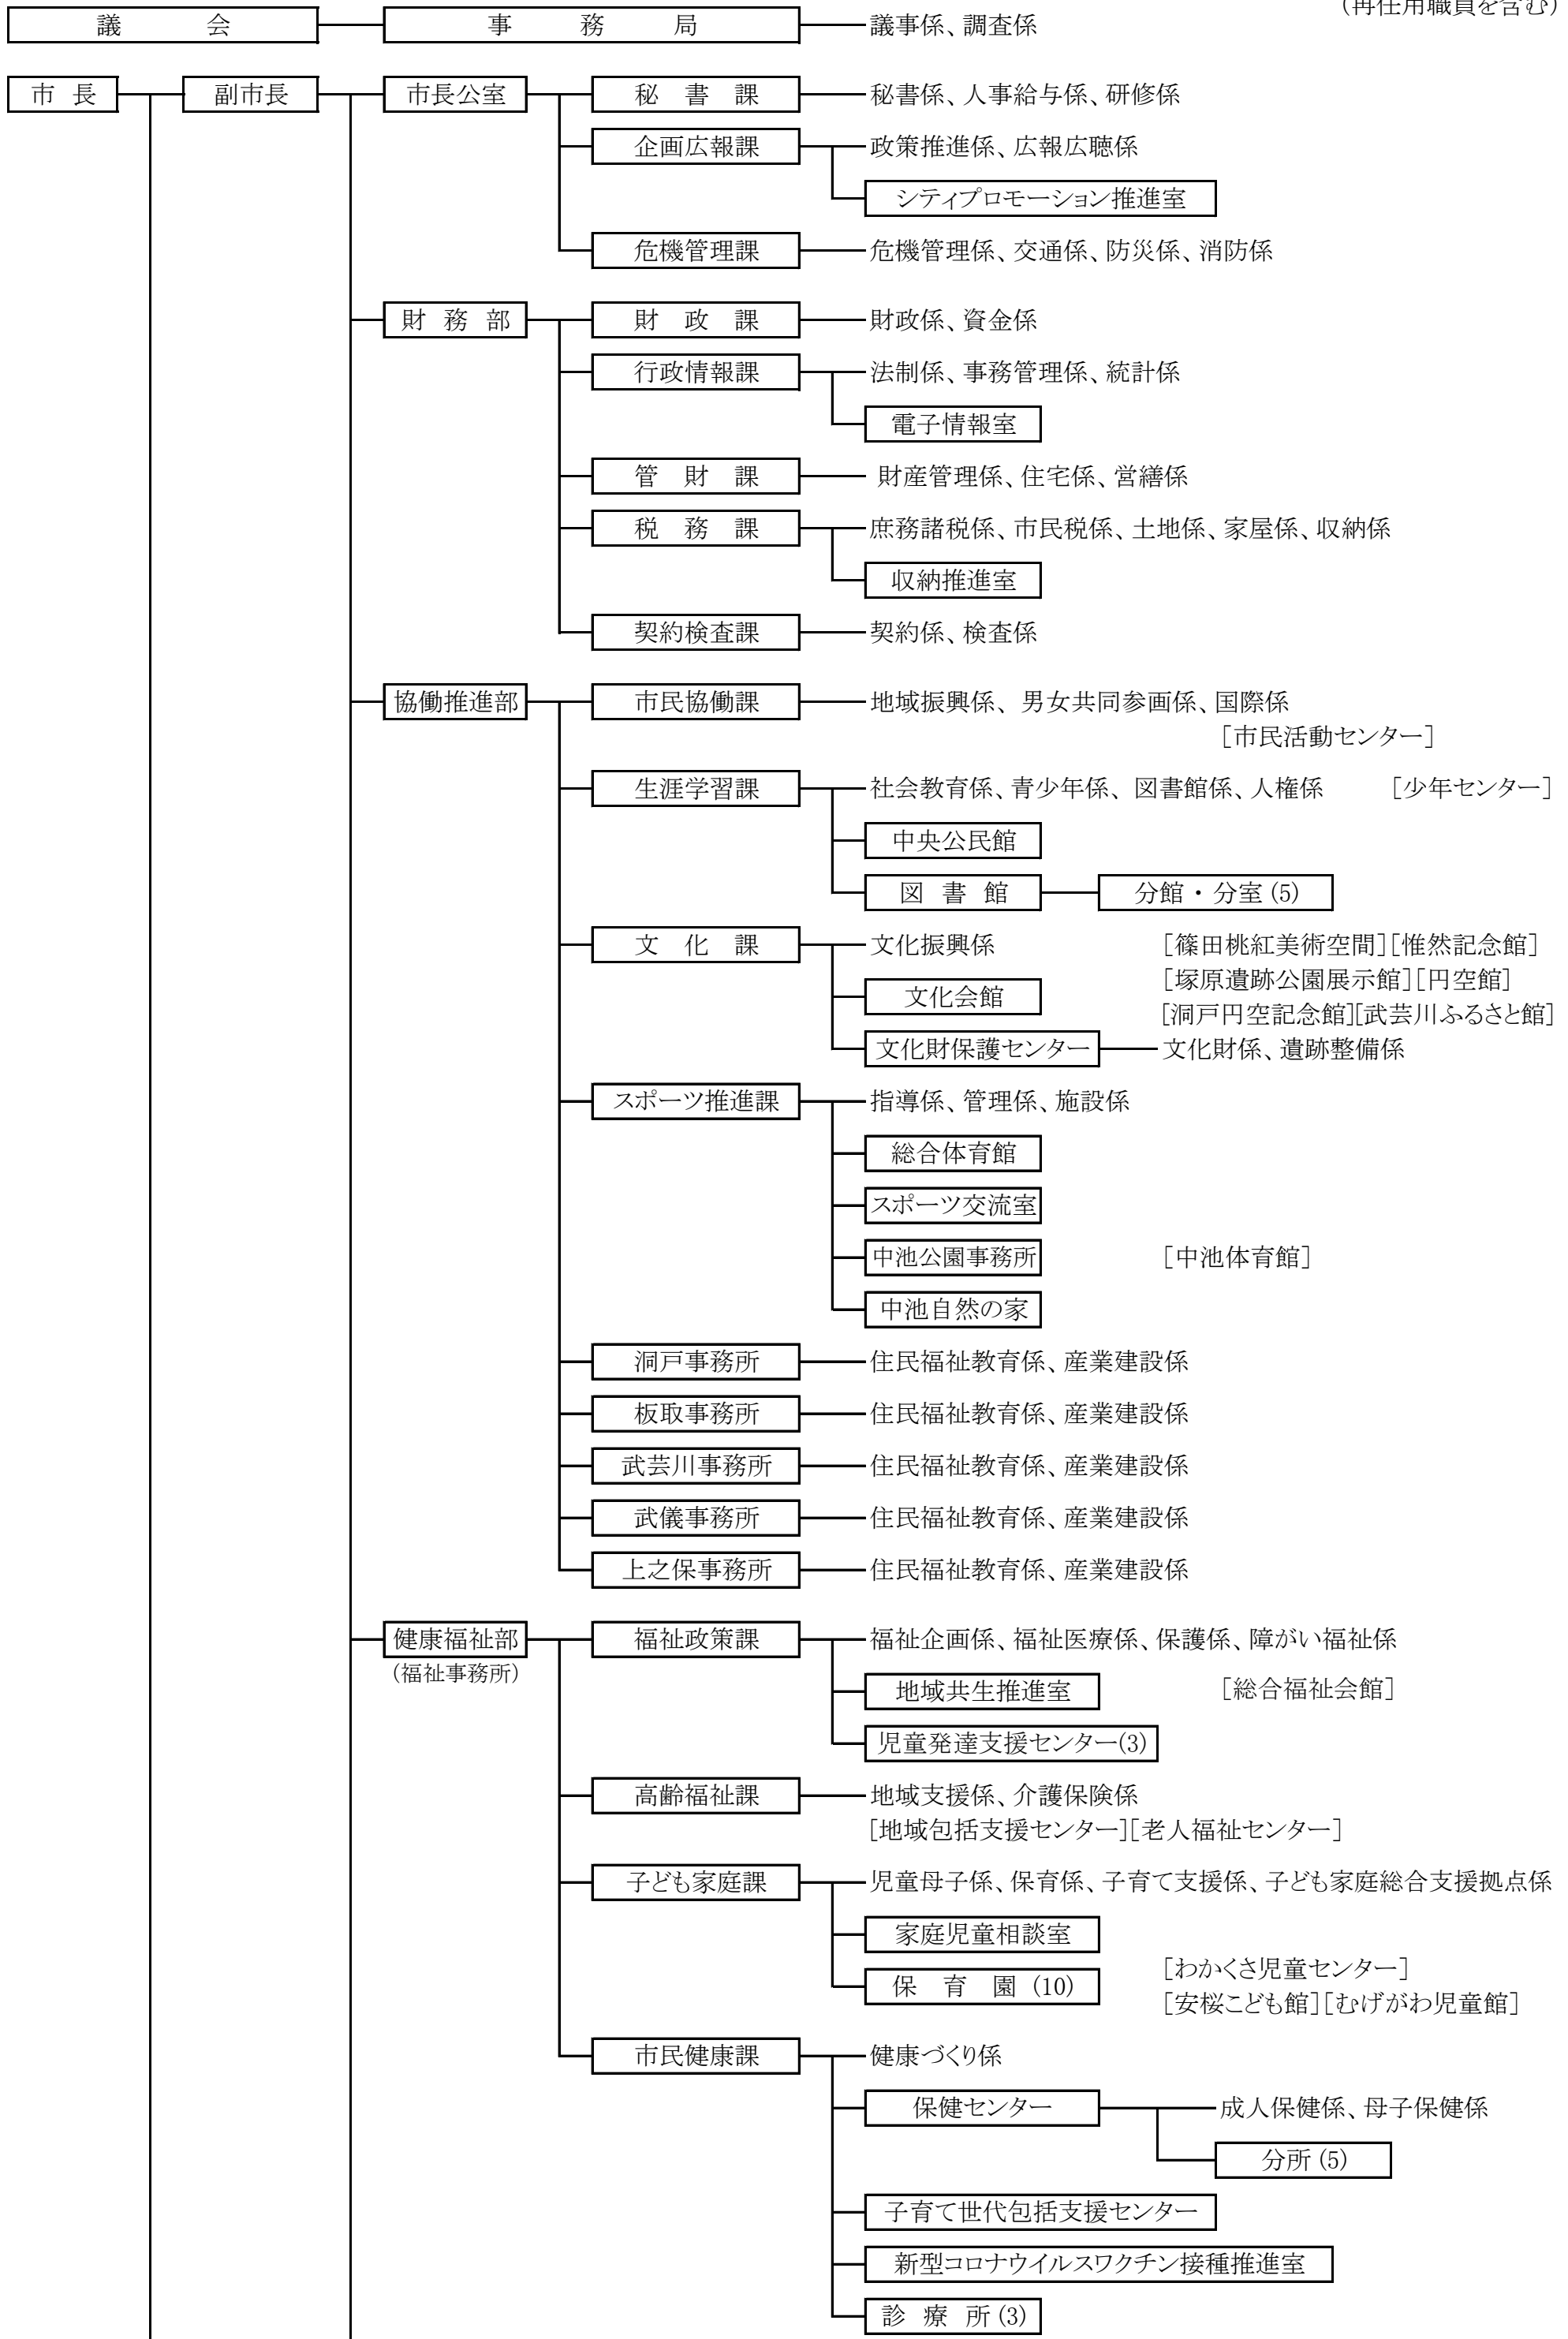 （再任用職員を含む）
議会 事務局 議事係、調査係
市長 副市長 市長公室 秘書課 秘書係、人事給与係、研修係
企画広報課 政策推進係、広報広聴係
シティプロモーション推進室
危機管理課 危機管理係、交通係、防災係、消防係
財務部 財政課 財政係、資金係
行政情報課 法制係、事務管理係、統計係
電子情報室
管財課 財産管理係、住宅係、営繕係
税務課 庶務諸税係、市民税係、土地係、家屋係、収納係
収納推進室
契約検査課 契約係、検査係
協働推進部 市民協働課 地域振興係、男女共同参画係、国際係
［市民活動センター］
生涯学習課 社会教育係、青少年係、図書館係、人権係 ［少年センター］
中央公民館
図書館 分館・分室(5)
文化課 文化振興係 ［篠田桃紅美術空間］［惟然記念館］
［塚原遺跡公園展示館］［円空館］
文化会館
［洞戸円空記念館］［武芸川ふるさと館］
文化財保護センター 文化財係、遺跡整備係
スポーツ推進課 指導係、管理係、施設係
総合体育館
スポーツ交流室
中池公園事務所 ［中池体育館］
中池自然の家
洞戸事務所 住民福祉教育係、産業建設係
板取事務所 住民福祉教育係、産業建設係
武芸川事務所 住民福祉教育係、産業建設係
武儀事務所 住民福祉教育係、産業建設係
上之保事務所 住民福祉教育係、産業建設係
健康福祉部 福祉政策課 福祉企画係、福祉医療係、保護係、障がい福祉係
（福祉事務所）
地域共生推進室 ［総合福祉会館］
児童発達支援センター(3)
高齢福祉課 地域支援係、介護保険係
［地域包括支援センター］［老人福祉センター］
子ども家庭課 児童母子係、保育係、子育て支援係、子ども家庭総合支援拠点係
家庭児童相談室
［わかくさ児童センター］
保育園(10)
［安桜こども館］［むげがわ児童館］
市民健康課 健康づくり係
保健センター 成人保健係、母子保健係
分所(5)
子育て世代包括支援センター
新型コロナウイルスワクチン接種推進室
診療所(3)